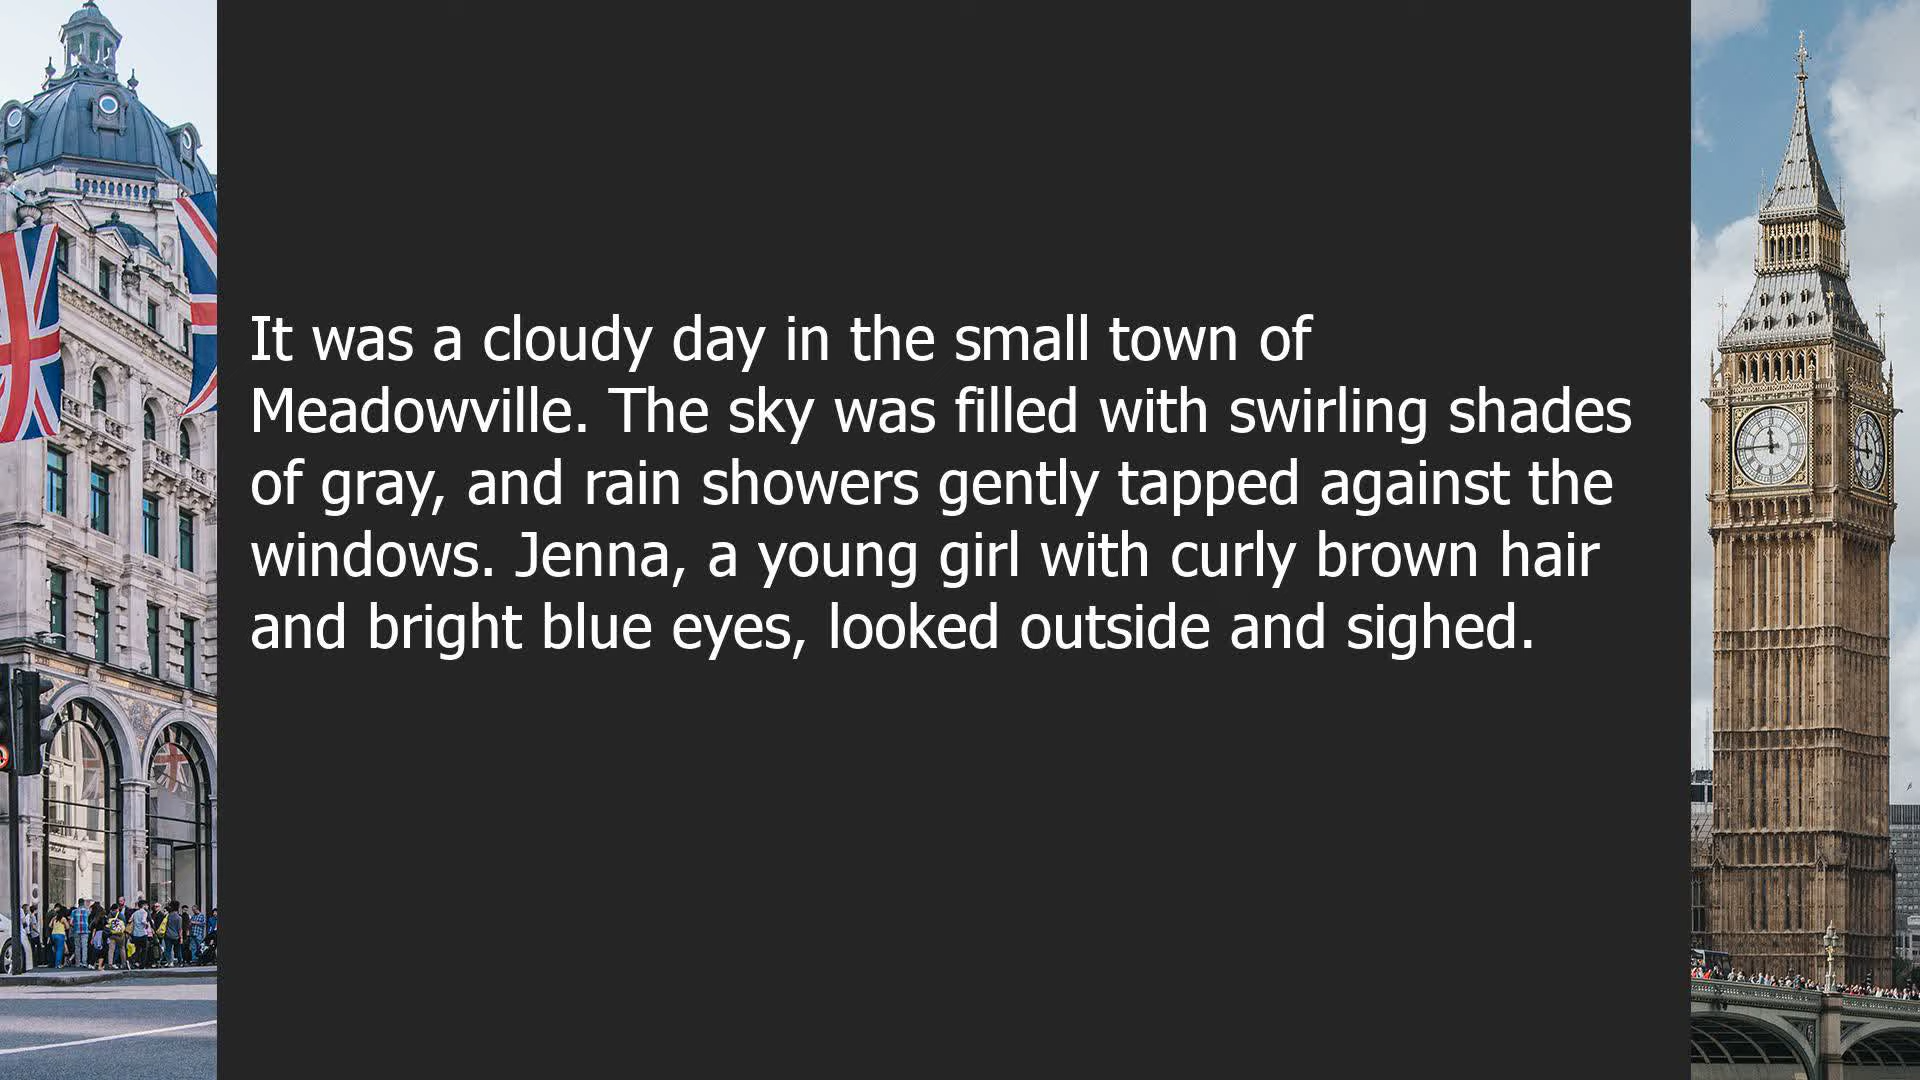 It was a cloudy day in the small town of
Meadowville. The sky was filled with swirling shades
of gray, and rain showers gently tapped against the
windows. Jenna, a young girl with curly brown hair
and bright blue eyes, looked outside and sighed.